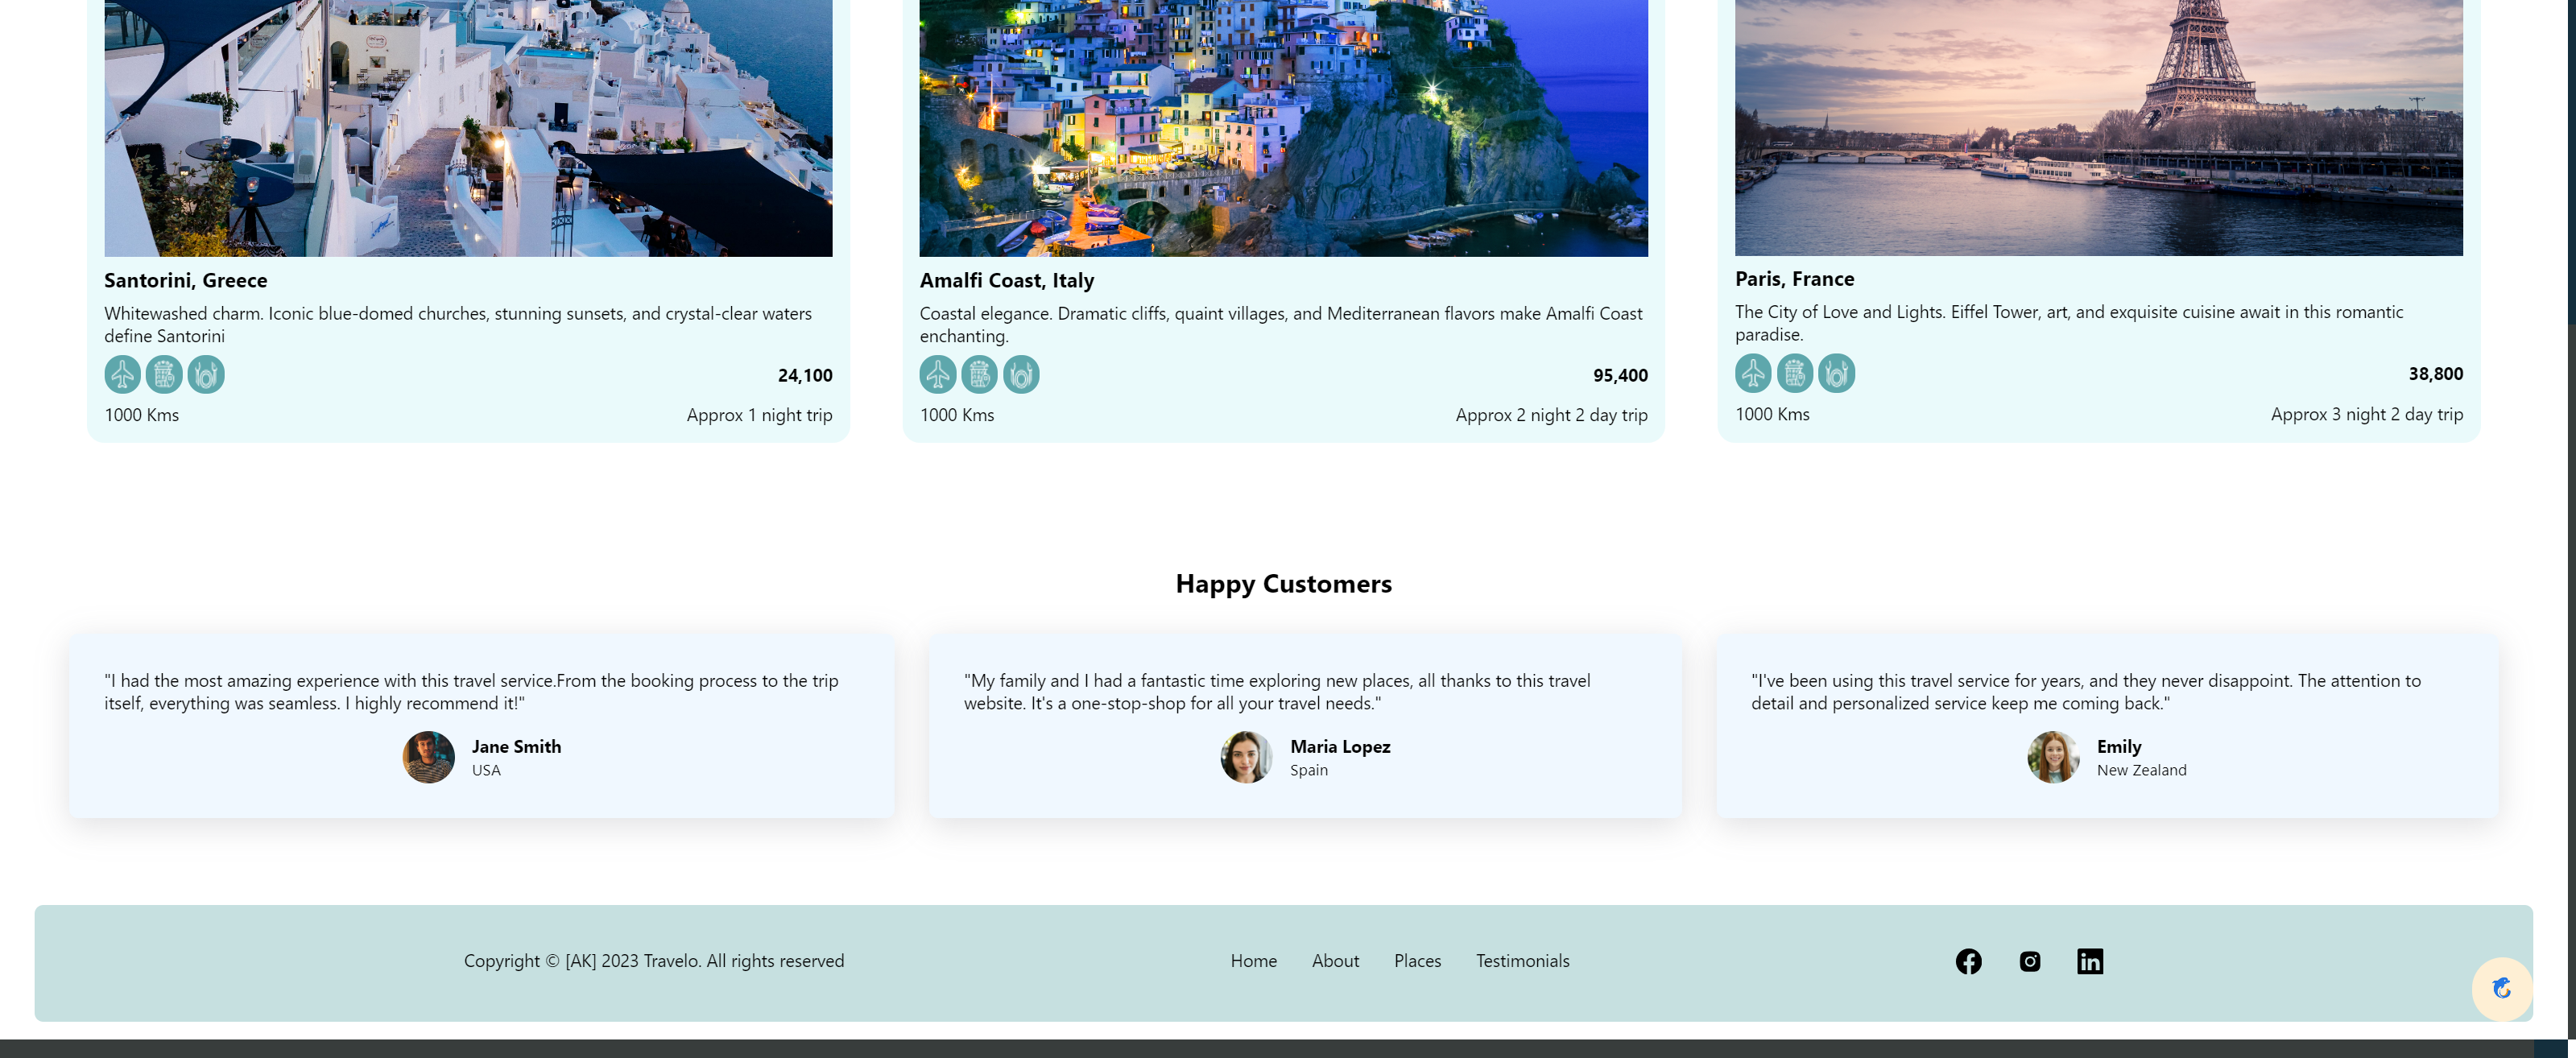 Santorini, Greece
Whitewashed charm. Iconic blue-domed churches, stunning sunsets, and crystal-clear waters
define Santorini
24,100
1000 Kms
Approx 1 night trip
Amalfi Coast, Italy
Coastal elegance. Dramatic cliffs, quaint villages, and Mediterranean flavors make Amalfi Coast
enchanting.
95,400
1000 Kms
Approx 2 night 2 day trip
Paris, France
The City of Love and Lights. Eiffel Tower, art, and exquisite cuisine await in this romantic
paradise.
38,800
1000 Kms
Approx 3 night 2 day trip
Happy Customers
"I had the most amazing experience with this travel service.From the booking process to the trip
itself, everything was seamless. I highly recommend it!"
Jane Smith
USA
"My family and I had a fantastic time exploring new places, all thanks to this travel
website. It's a one-stop-shop for all your travel needs."
Maria Lopez
Spain
"I've been using this travel service for years, and they never disappoint. The attention to
detail and personalized service keep me coming back."
Emily
New Zealand
Copyright © [AK] 2023 Travelo. All rights reserved
Home
About
Places
Testimonials